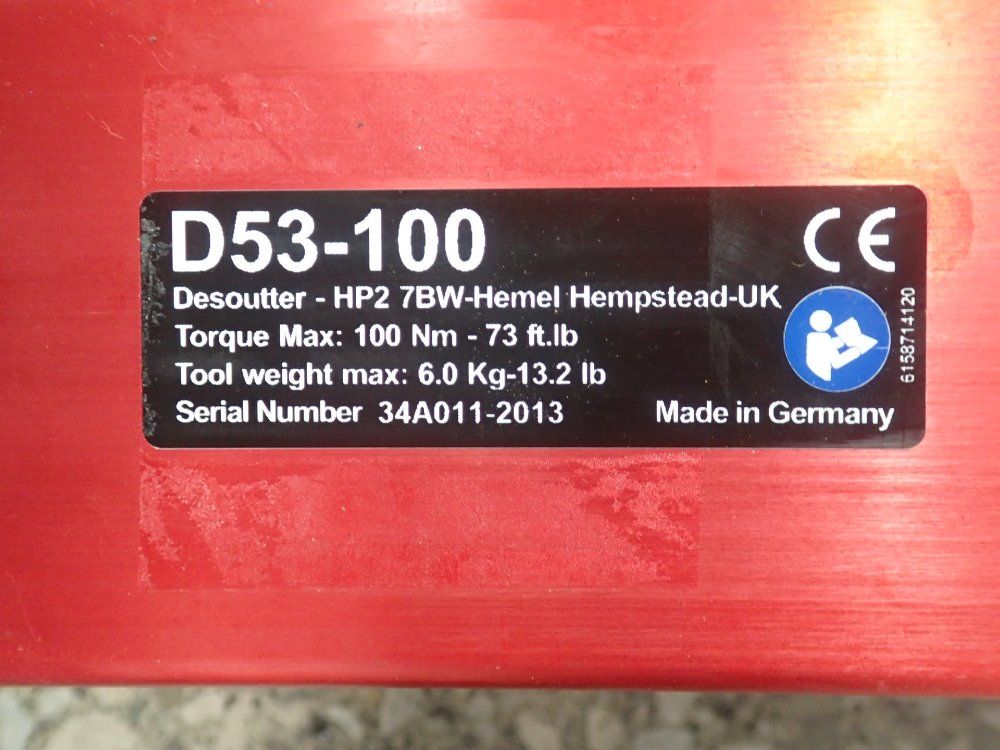 D53-100
CE
Desoutter - HP2 7BW-Hemel Hempstead-UK
Torque Max: 100 Nm - 73 ft.lb
Tool weight max: 6.0 Kg-13.2 lb
Serial Number 34A011-2013
Made in Germany
6158714120